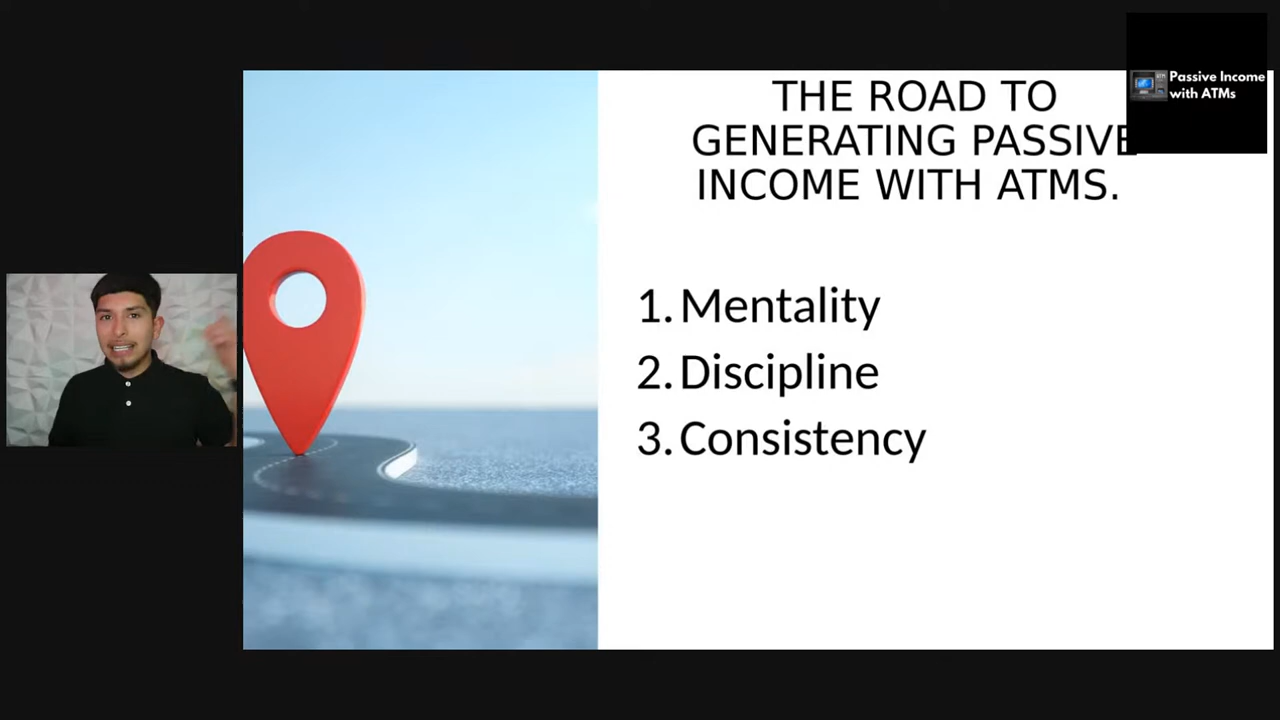 THE ROAD TO
GENERATING PASSIVE
INCOME WITH ATMS.
Passive Income
with ATMs
1. Mentality
2. Discipline
3. Consistency